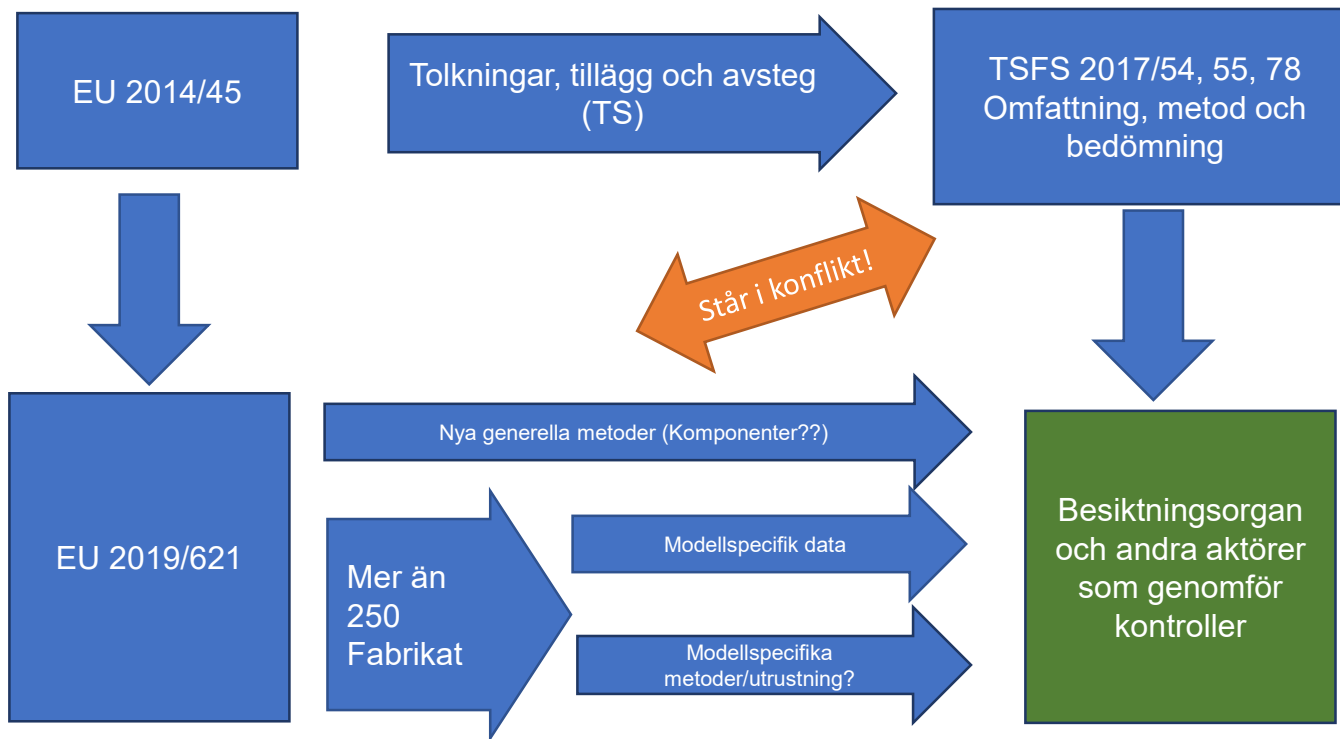 EU 2014/45
Tolkningar, tillägg och avsteg
(TS)
TSFS 2017/54, 55, 78
Omfattning, metod och
bedömning
Står i konflikt!
Nya generella metoder (Komponenter??)
EU 2019/621
Mer än
250
Fabrikat
Modellspecifik data
Modellspecifika
metoder/utrustning?
Besiktningsorgan
och andra aktörer
som genomför
kontroller